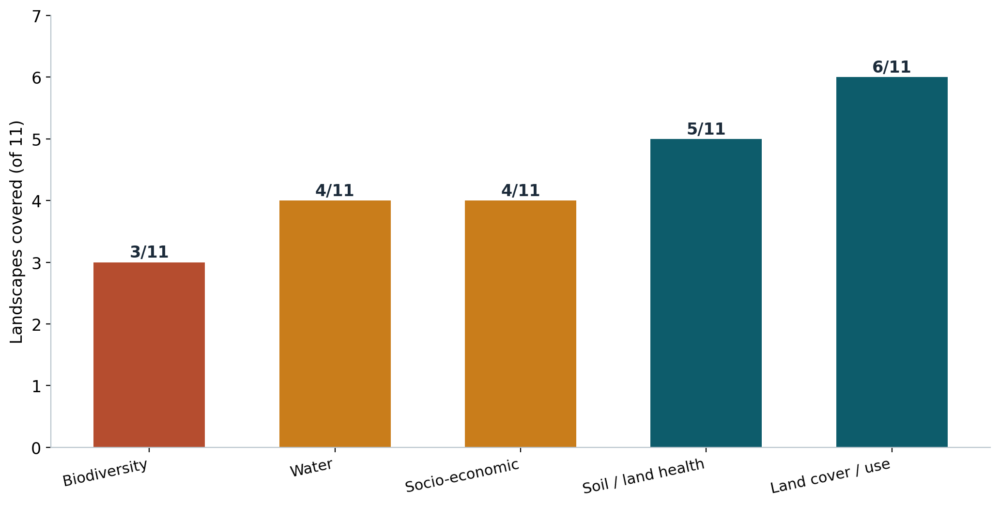 Landscapes covered (of 11)
7
6
5
4
3
2
1
0
3/11
4/11
4/11
5/11
6/11
Biodiversity
Water
Socio-economic
Soil / land health
Land cover / use